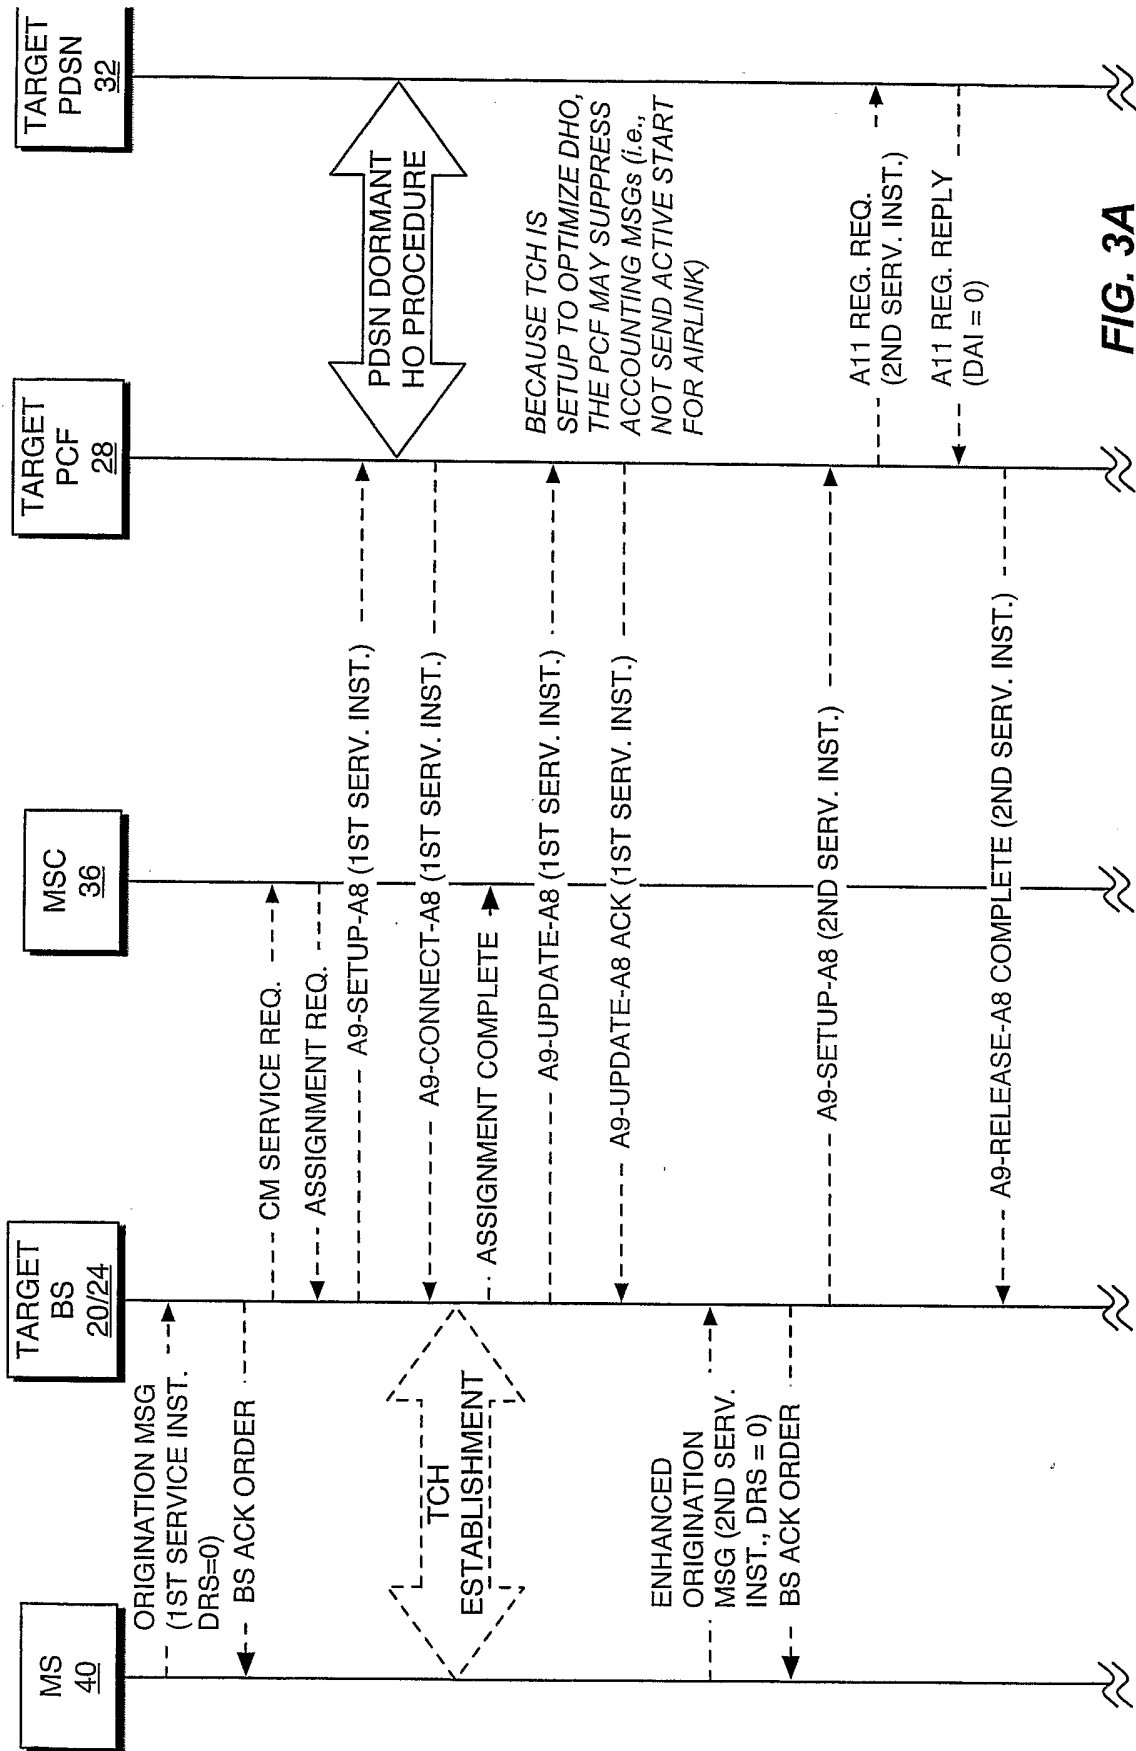 MS
40
TARGET
BS
20/24
MSC
36
TARGET
PCF
28
TARGET
PDSN
32
ORIGINATION MSG
(1ST SERVICE INST.
DRS=0)
BS ACK ORDER
CM SERVICE REQ.
ASSIGNMENT REQ.
A9-SETUP-A8 (1ST SERV. INST.)
PDSN DORMANT
HO PROCEDURE
A9-CONNECT-A8 (1ST SERV. INST.)
TCH
ESTABLISHMENT
ASSIGNMENT COMPLETE
A9-UPDATE-A8 (1ST SERV. INST.)
BECAUSE TCH IS
SETUP TO OPTIMIZE DHO,
THE PCF MAY SUPPRESS
ACCOUNTING MSGs (i.e.,
NOT SEND ACTIVE START
FOR AIRLINK)
A9-UPDATE-A8 ACK (1ST SERV. INST.)
ENHANCED
ORIGINATION
MSG (2ND SERV.
INST., DRS = 0)
BS ACK ORDER
A9-SETUP-A8 (2ND SERV. INST.)
A11 REG. REQ.
(2ND SERV. INST.)
A11 REG. REPLY
(DAI = 0)
A9-RELEASE-A8 COMPLETE (2ND SERV. INST.)
FIG. 3A